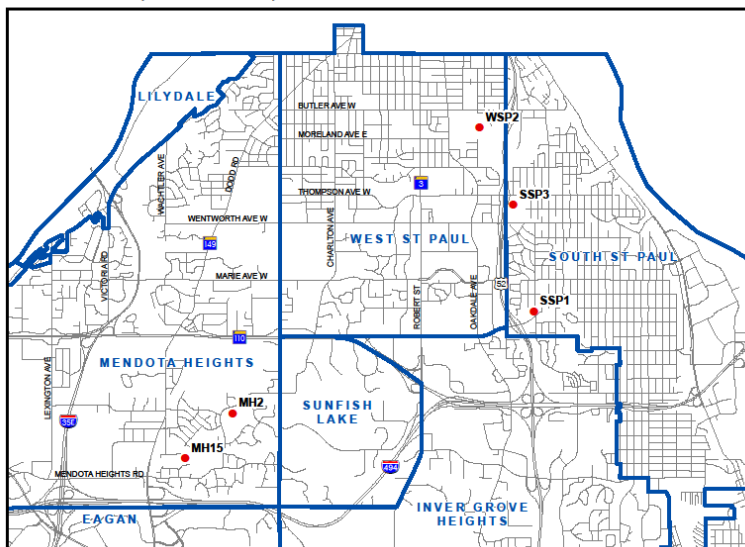 LILYDALE
BUTLER AVE W
WSP2
MORELAND AVE E
WACHTLER AVE
DODD RD
3
THOMPSON AVE W
SSP3
WENTWORTH AVE W
CHARLTON AVE
149
WEST ST PAUL
SOUTH ST PAUL
VICTORIA RD
MARIE AVE W
ROBERT ST
OAKDALE AVE
52
SSP1
110
LEXINGTON AVE
MENDOTA HEIGHTS
SUNFISH
LAKE
MH2
MH15
494
MENDOTA HEIGHTS RD
EAGAN
INVER GROVE
HEIGHTS